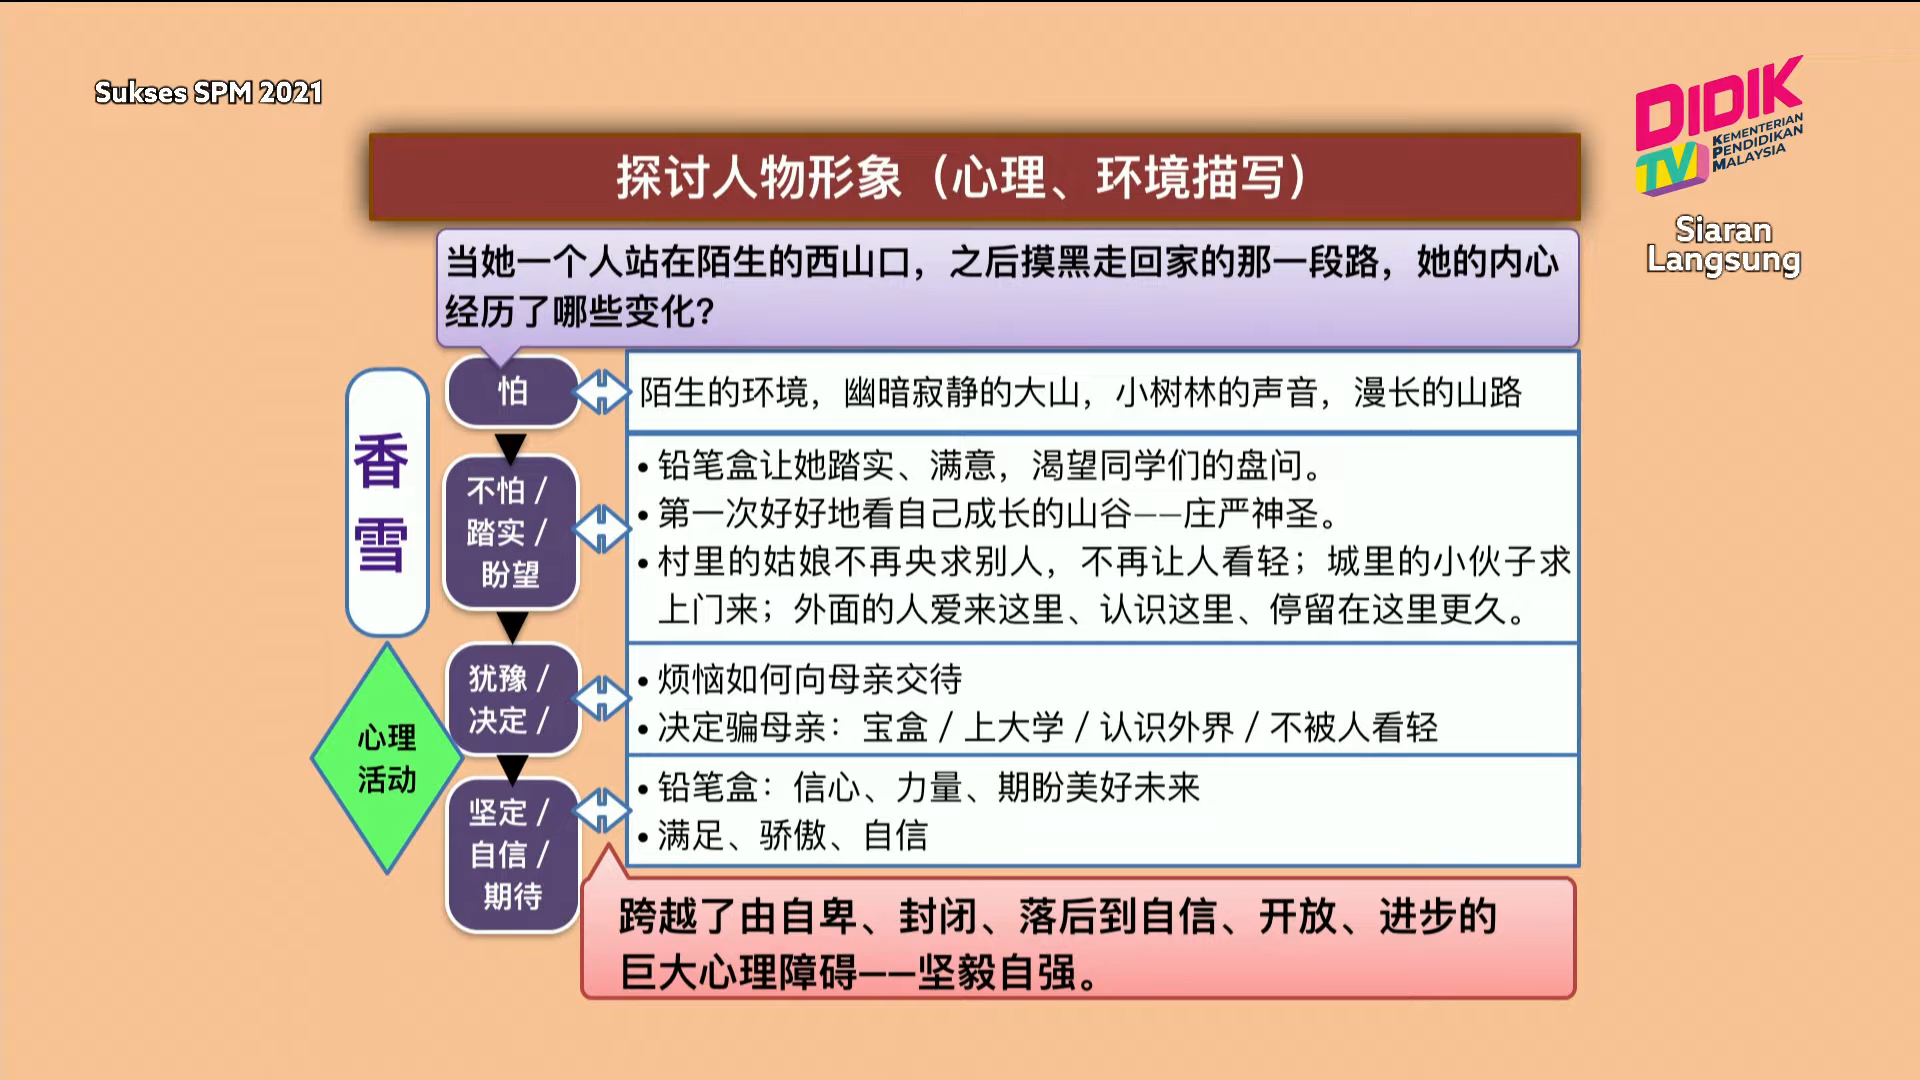 Sukses SPM 2021
DIDIK
TV
KEMENTERIAN
PENDIDIKAN
MALAYSIA
Siaran
Langsung
探讨人物形象（心理、环境描写）
当她一个人站在陌生的西山口，之后摸黑走回家的那一段路，她的内心
经历了哪些变化？
香
雪
心理
活动
怕
陌生的环境，幽暗寂静的大山，小树林的声音，漫长的山路
不怕 /
踏实 /
盼望
• 铅笔盒让她踏实、满意，渴望同学们的盘问。
• 第一次好好地看自己成长的山谷——庄严神圣。
• 村里的姑娘不再央求别人，不再让人看轻；城里的小伙子求
上门来；外面的人爱来这里、认识这里、停留在这里更久。
犹豫 /
决定 /
• 烦恼如何向母亲交待
• 决定骗母亲：宝盒 / 上大学 / 认识外界 / 不被人看轻
坚定 /
自信 /
期待
• 铅笔盒：信心、力量、期盼美好未来
• 满足、骄傲、自信
跨越了由自卑、封闭、落后到自信、开放、进步的
巨大心理障碍——坚毅自强。